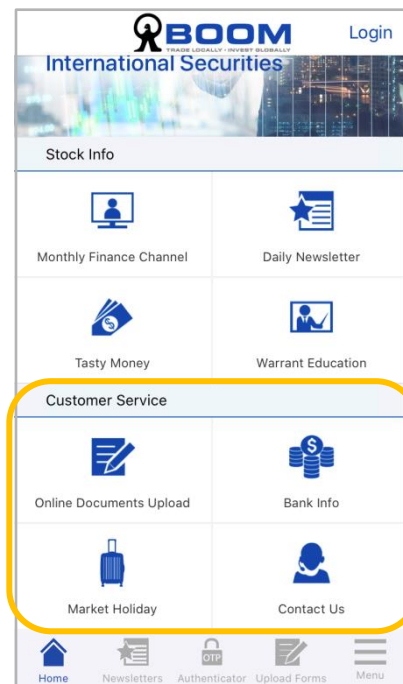 BOOM
TRADE LOCALLY · INVEST GLOBALLY
Login
International Securities
Stock Info
Monthly Finance Channel
Daily Newsletter
Tasty Money
Warrant Education
Customer Service
Online Documents Upload
Bank Info
Market Holiday
Contact Us
OTP
Home
Newsletters
Authenticator
Upload Forms
Menu